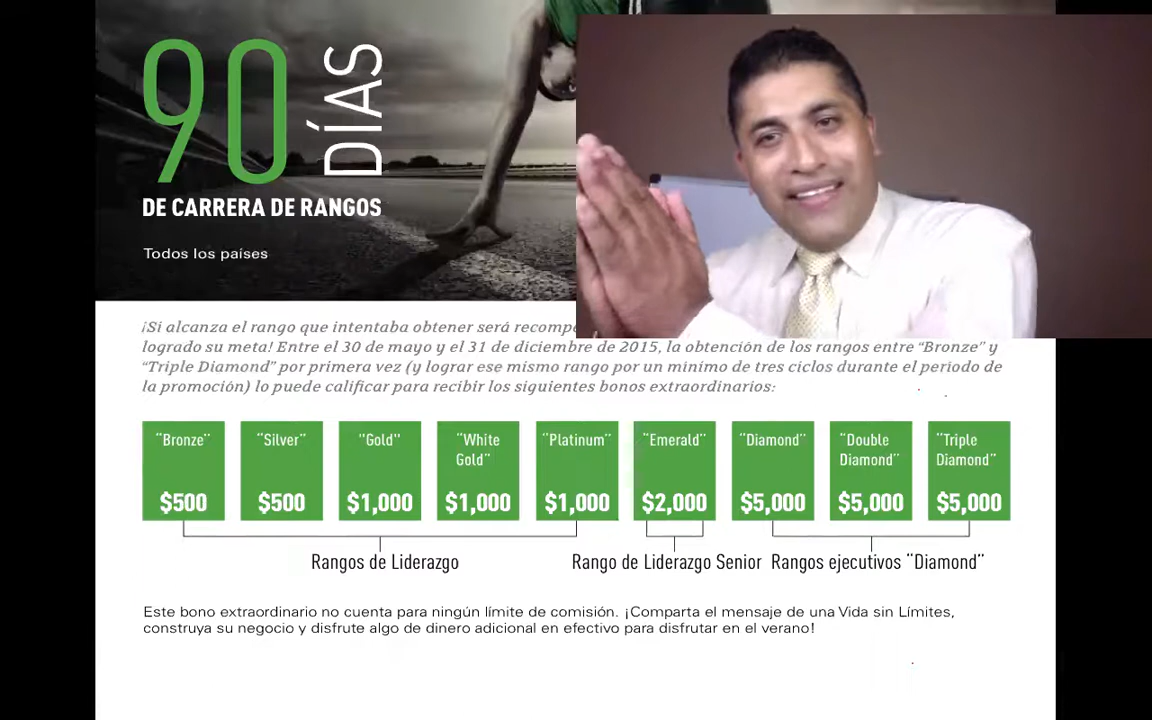 90 DÍAS
DE CARRERA DE RANGOS
Todos los países
¡Si alcanza el rango que intentaba obtener será
logrado su meta! Entre el 30 de mayo y el 31 de diciembre de 2015, la obtención de los rangos entre “Bronze” y
“Triple Diamond” por primera vez (y lograr ese mismo rango por un mínimo de tres ciclos durante el período de
la promoción) lo puede calificar para recibir los siguientes bonos extraordinarios:
“Bronze” “Silver” “Gold” “White Gold” “Platinum” “Emerald” “Diamond” “Double Diamond” “Triple Diamond”
$500 $500 $1,000 $1,000 $1,000 $2,000 $5,000 $5,000 $5,000
Rangos de Liderazgo Rango de Liderazgo Senior Rangos ejecutivos “Diamond”
Este bono extraordinario no cuenta para ningún límite de comisión. ¡Comparta el mensaje de una Vida sin Límites,
construya su negocio y disfrute algo de dinero adicional en efectivo para disfrutar en el verano!